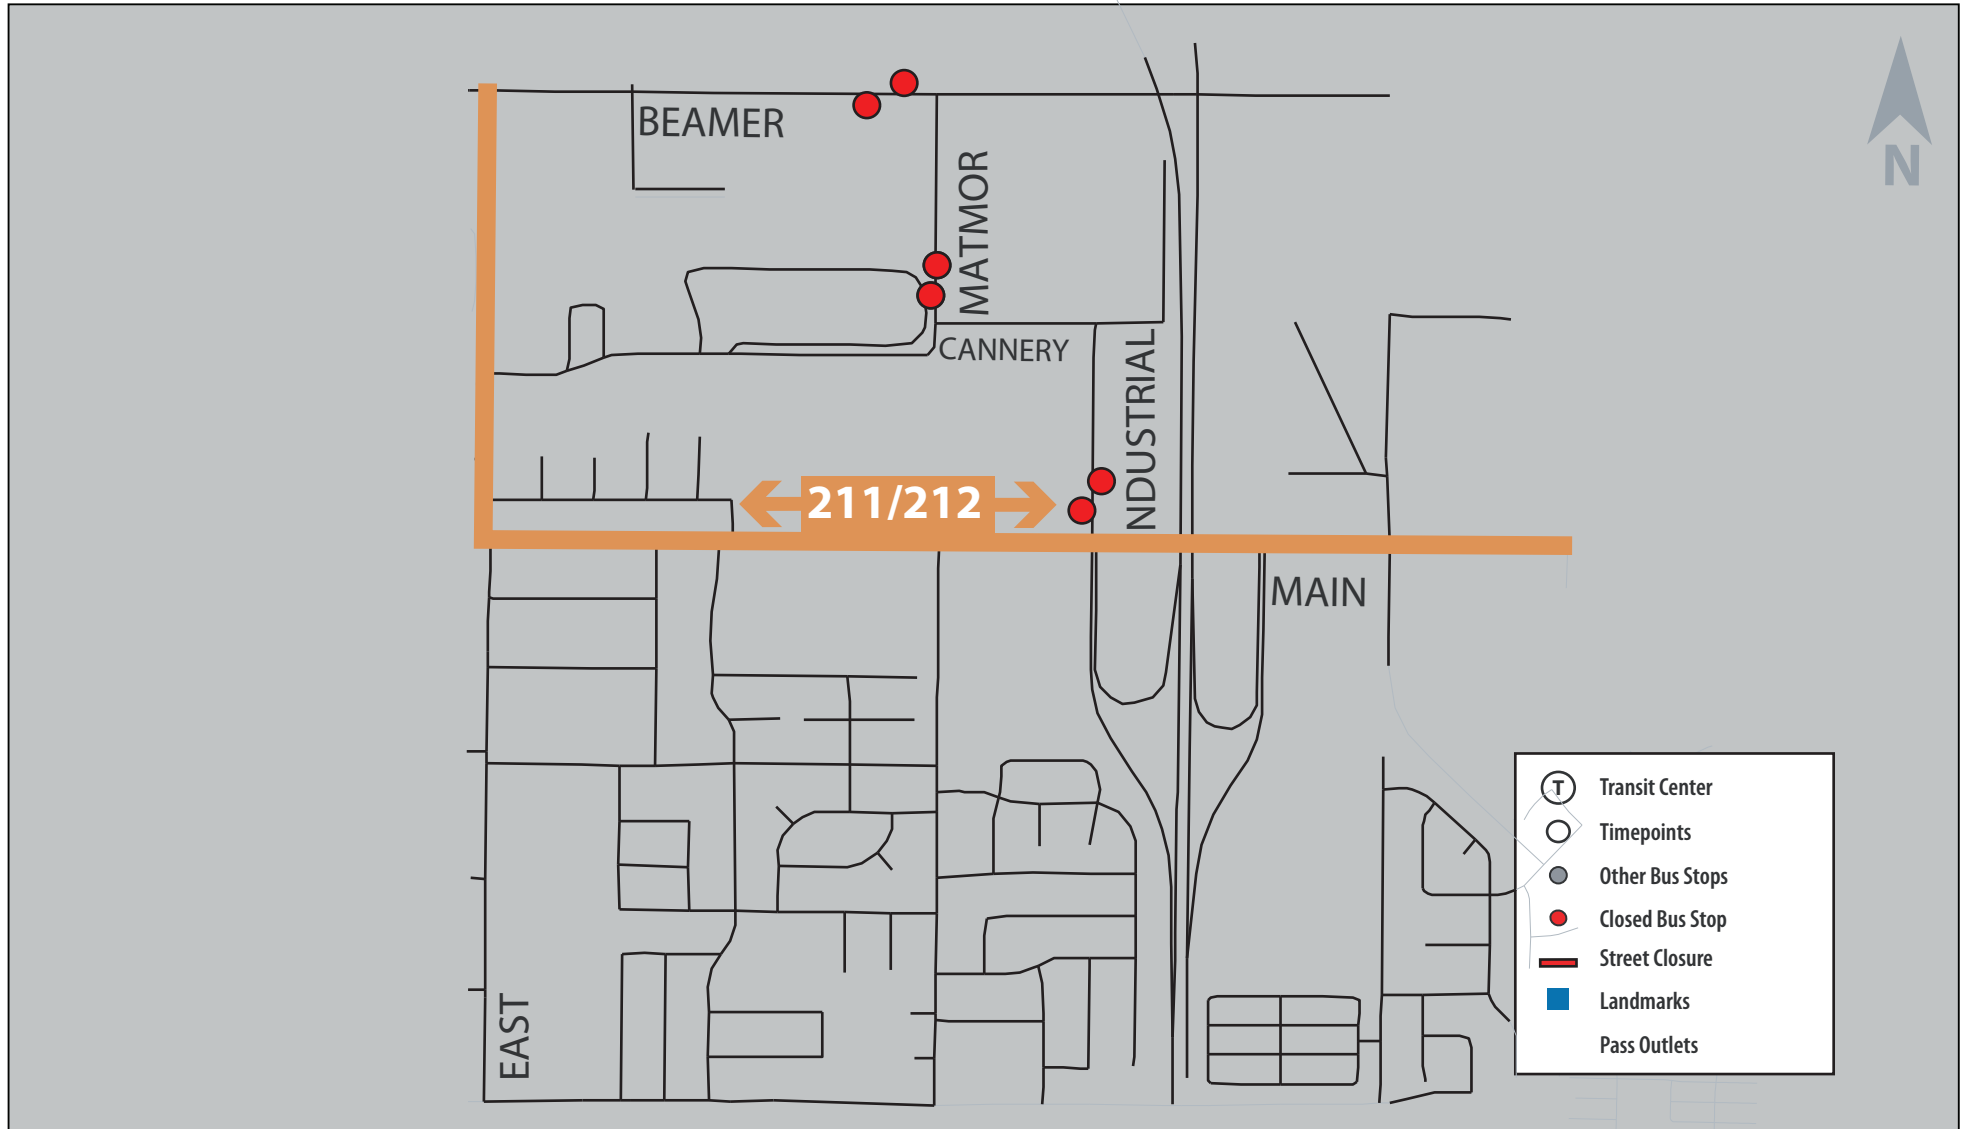 BEAMER
MATMOR
N
CANNERY
NDUSTRIAL
211/212
MAIN
EAST
T Transit Center
Timepoints
Other Bus Stops
Closed Bus Stop
Street Closure
Landmarks
Pass Outlets